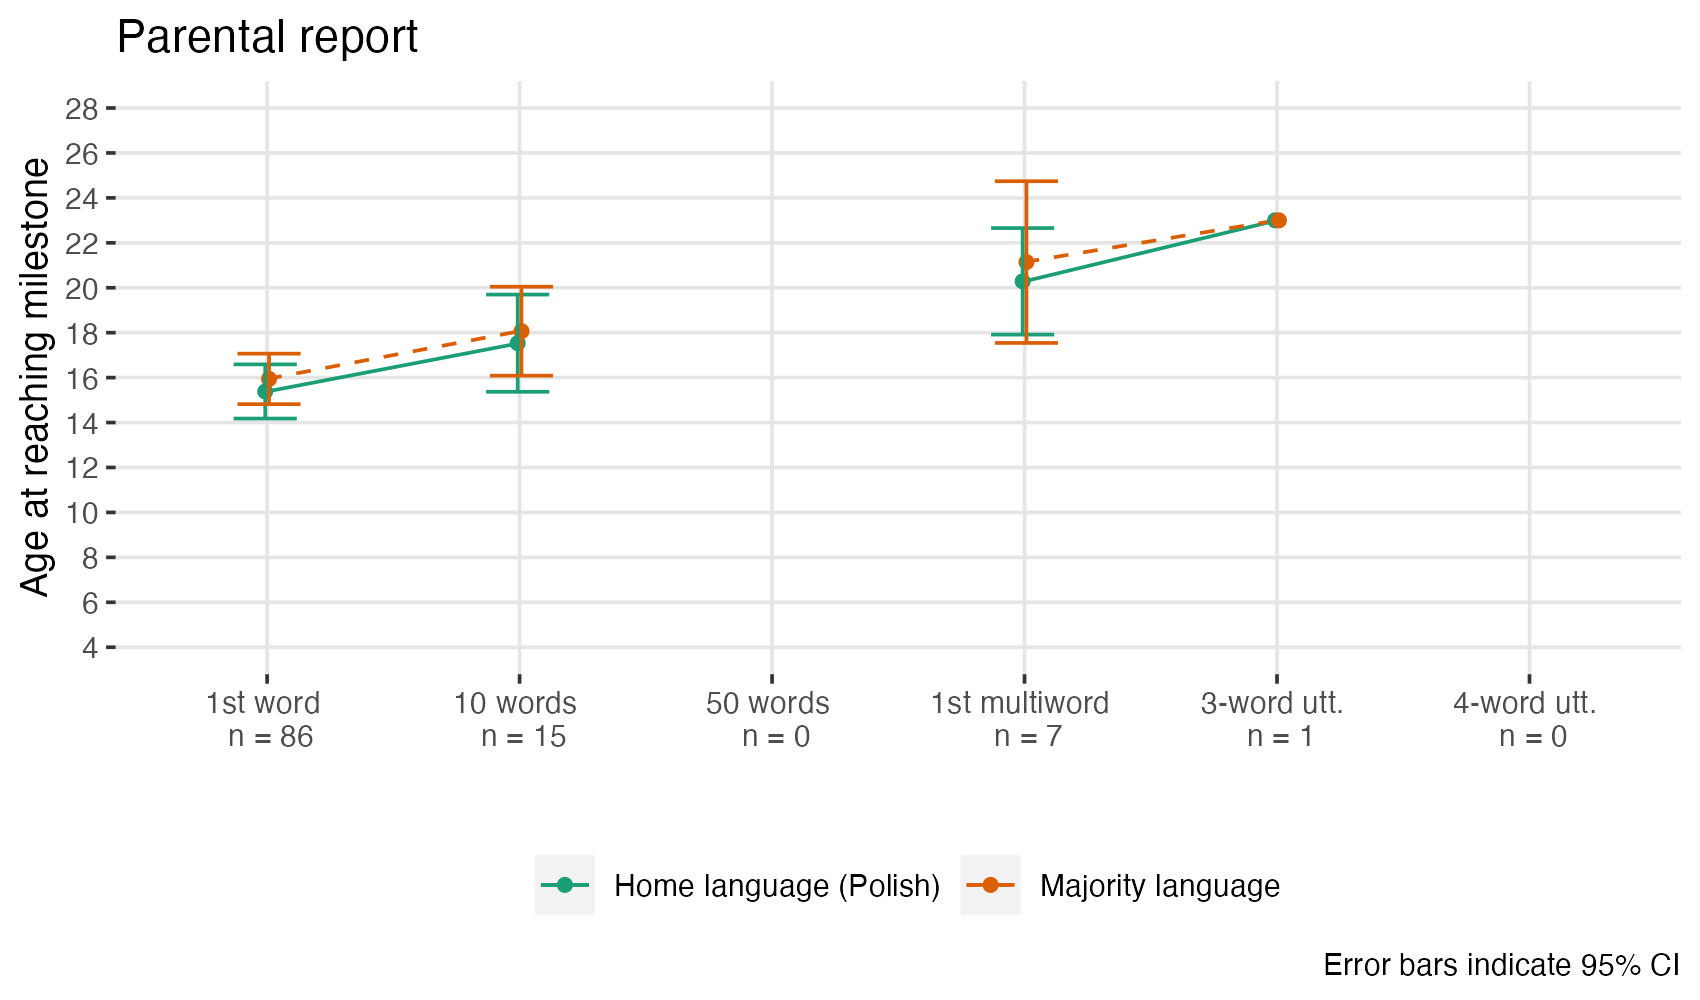 Parental report
Age at reaching milestone
28
26
24
22
20
18
16
14
12
10
8
6
4
1st word 10 words 50 words 1st multiword 3-word utt. 4-word utt.
n = 86 n = 15 n = 0 n = 7 n = 1 n = 0
Home language (Polish) Majority language
Error bars indicate 95% CI